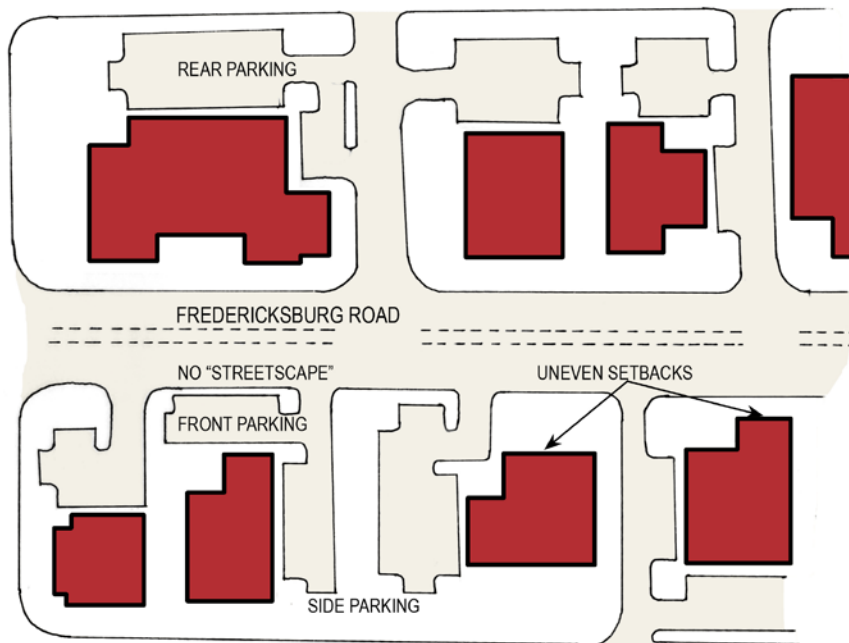 REAR PARKING
FREDERICKSBURG ROAD
NO “STREETSCAPE”
UNEVEN SETBACKS
FRONT PARKING
SIDE PARKING